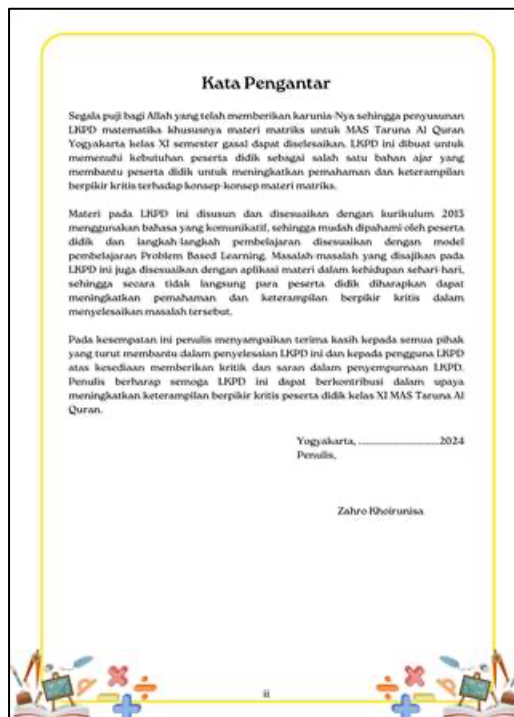 Kata Pengantar
Segala puji bagi Allah yang telah memberikan karunia-Nya sehingga penyusunan
LKPD matematika khususnya materi matriks untuk MAS Taruna Al Quran
Yogyakarta kelas XI semester gasal dapat diselesaikan. LKPD ini dibuat untuk
memenuhi kebutuhan peserta didik sebagai salah satu bahan ajar yang
membantu peserta didik untuk meningkatkan pemahaman dan keterampilan
berpikir kritis terhadap konsep-konsep materi matriks.
Materi pada LKPD ini disusun dan disesuaikan dengan kurikulum 2013
menggunakan bahasa yang komunikatif, sehingga mudah dipahami oleh peserta
didik dan langkah-langkah pembelajaran disesuaikan dengan model
pembelajaran Problem Based Learning. Masalah-masalah yang disajikan pada
LKPD ini juga disesuaikan dengan aplikasi materi dalam kehidupan sehari-hari,
sehingga secara tidak langsung para peserta didik diharapkan dapat
meningkatkan pemahaman dan keterampilan berpikir kritis dalam
menyelesaikan masalah tersebut.
Pada kesempatan ini penulis menyampaikan terima kasih kepada semua pihak
yang turut membantu dalam penyelesaian LKPD ini dan kepada pengguna LKPD
atas kesediaan memberikan kritik dan saran dalam penyempurnaan LKPD.
Penulis berharap semoga LKPD ini dapat berkontribusi dalam upaya
meningkatkan keterampilan berpikir kritis peserta didik kelas XI MAS Taruna Al
Quran.
Yogyakarta, ..............................2024
Penulis,
Zahro Khoirunisa
ii